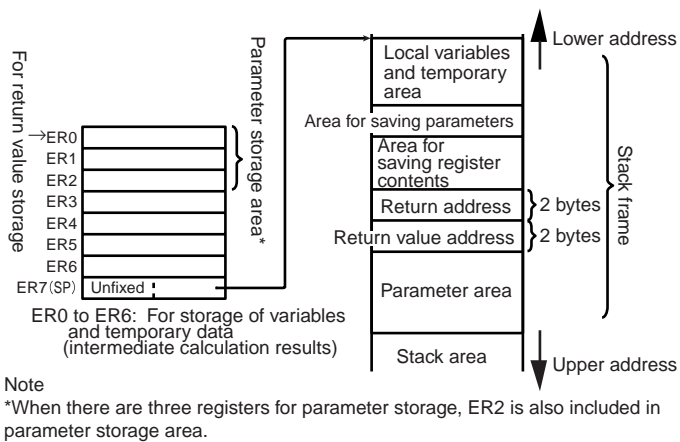 For return value storage
→ER0
ER1
ER2
ER3
ER4
ER5
ER6
ER7(SP)
Unfixed
Parameter storage area*
ER0 to ER6: For storage of variables
and temporary data
(intermediate calculation results)
Local variables
and temporary
area
Area for saving parameters
Area for
saving register
contents
Return address
2 bytes
Return value address
2 bytes
Parameter area
Stack area
Lower address
Stack frame
Upper address
Note
*When there are three registers for parameter storage, ER2 is also included in
parameter storage area.